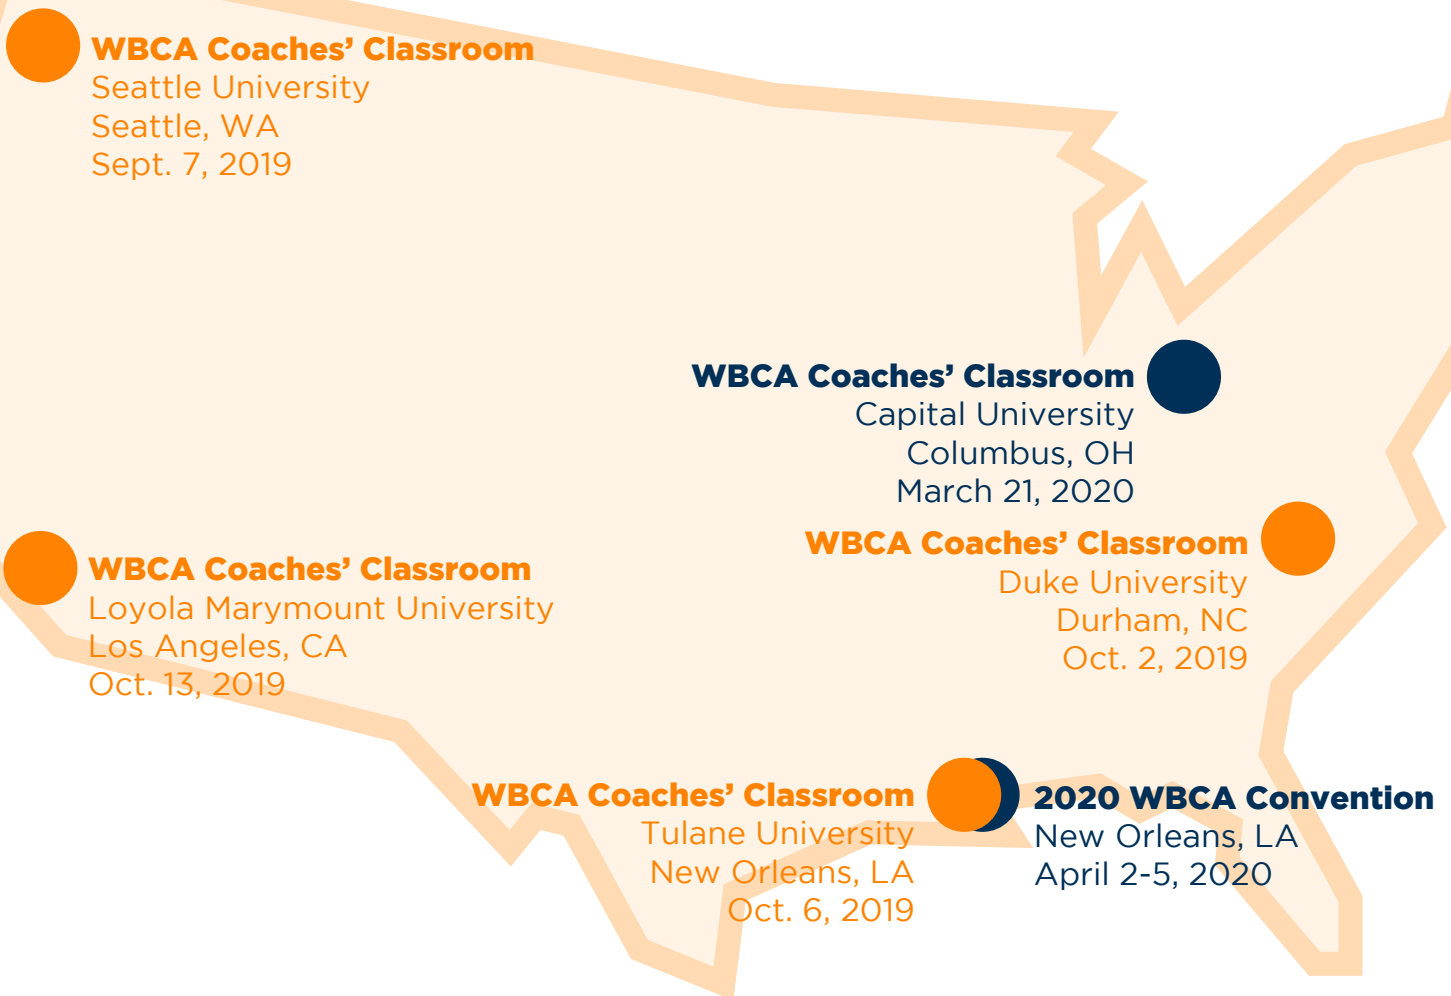 WBCA Coaches’ Classroom
Seattle University
Seattle, WA
Sept. 7, 2019
WBCA Coaches’ Classroom
Capital University
Columbus, OH
March 21, 2020
WBCA Coaches’ Classroom
Duke University
Durham, NC
Oct. 2, 2019
WBCA Coaches’ Classroom
Loyola Marymount University
Los Angeles, CA
Oct. 13, 2019
WBCA Coaches’ Classroom
Tulane University
New Orleans, LA
Oct. 6, 2019
2020 WBCA Convention
New Orleans, LA
April 2-5, 2020